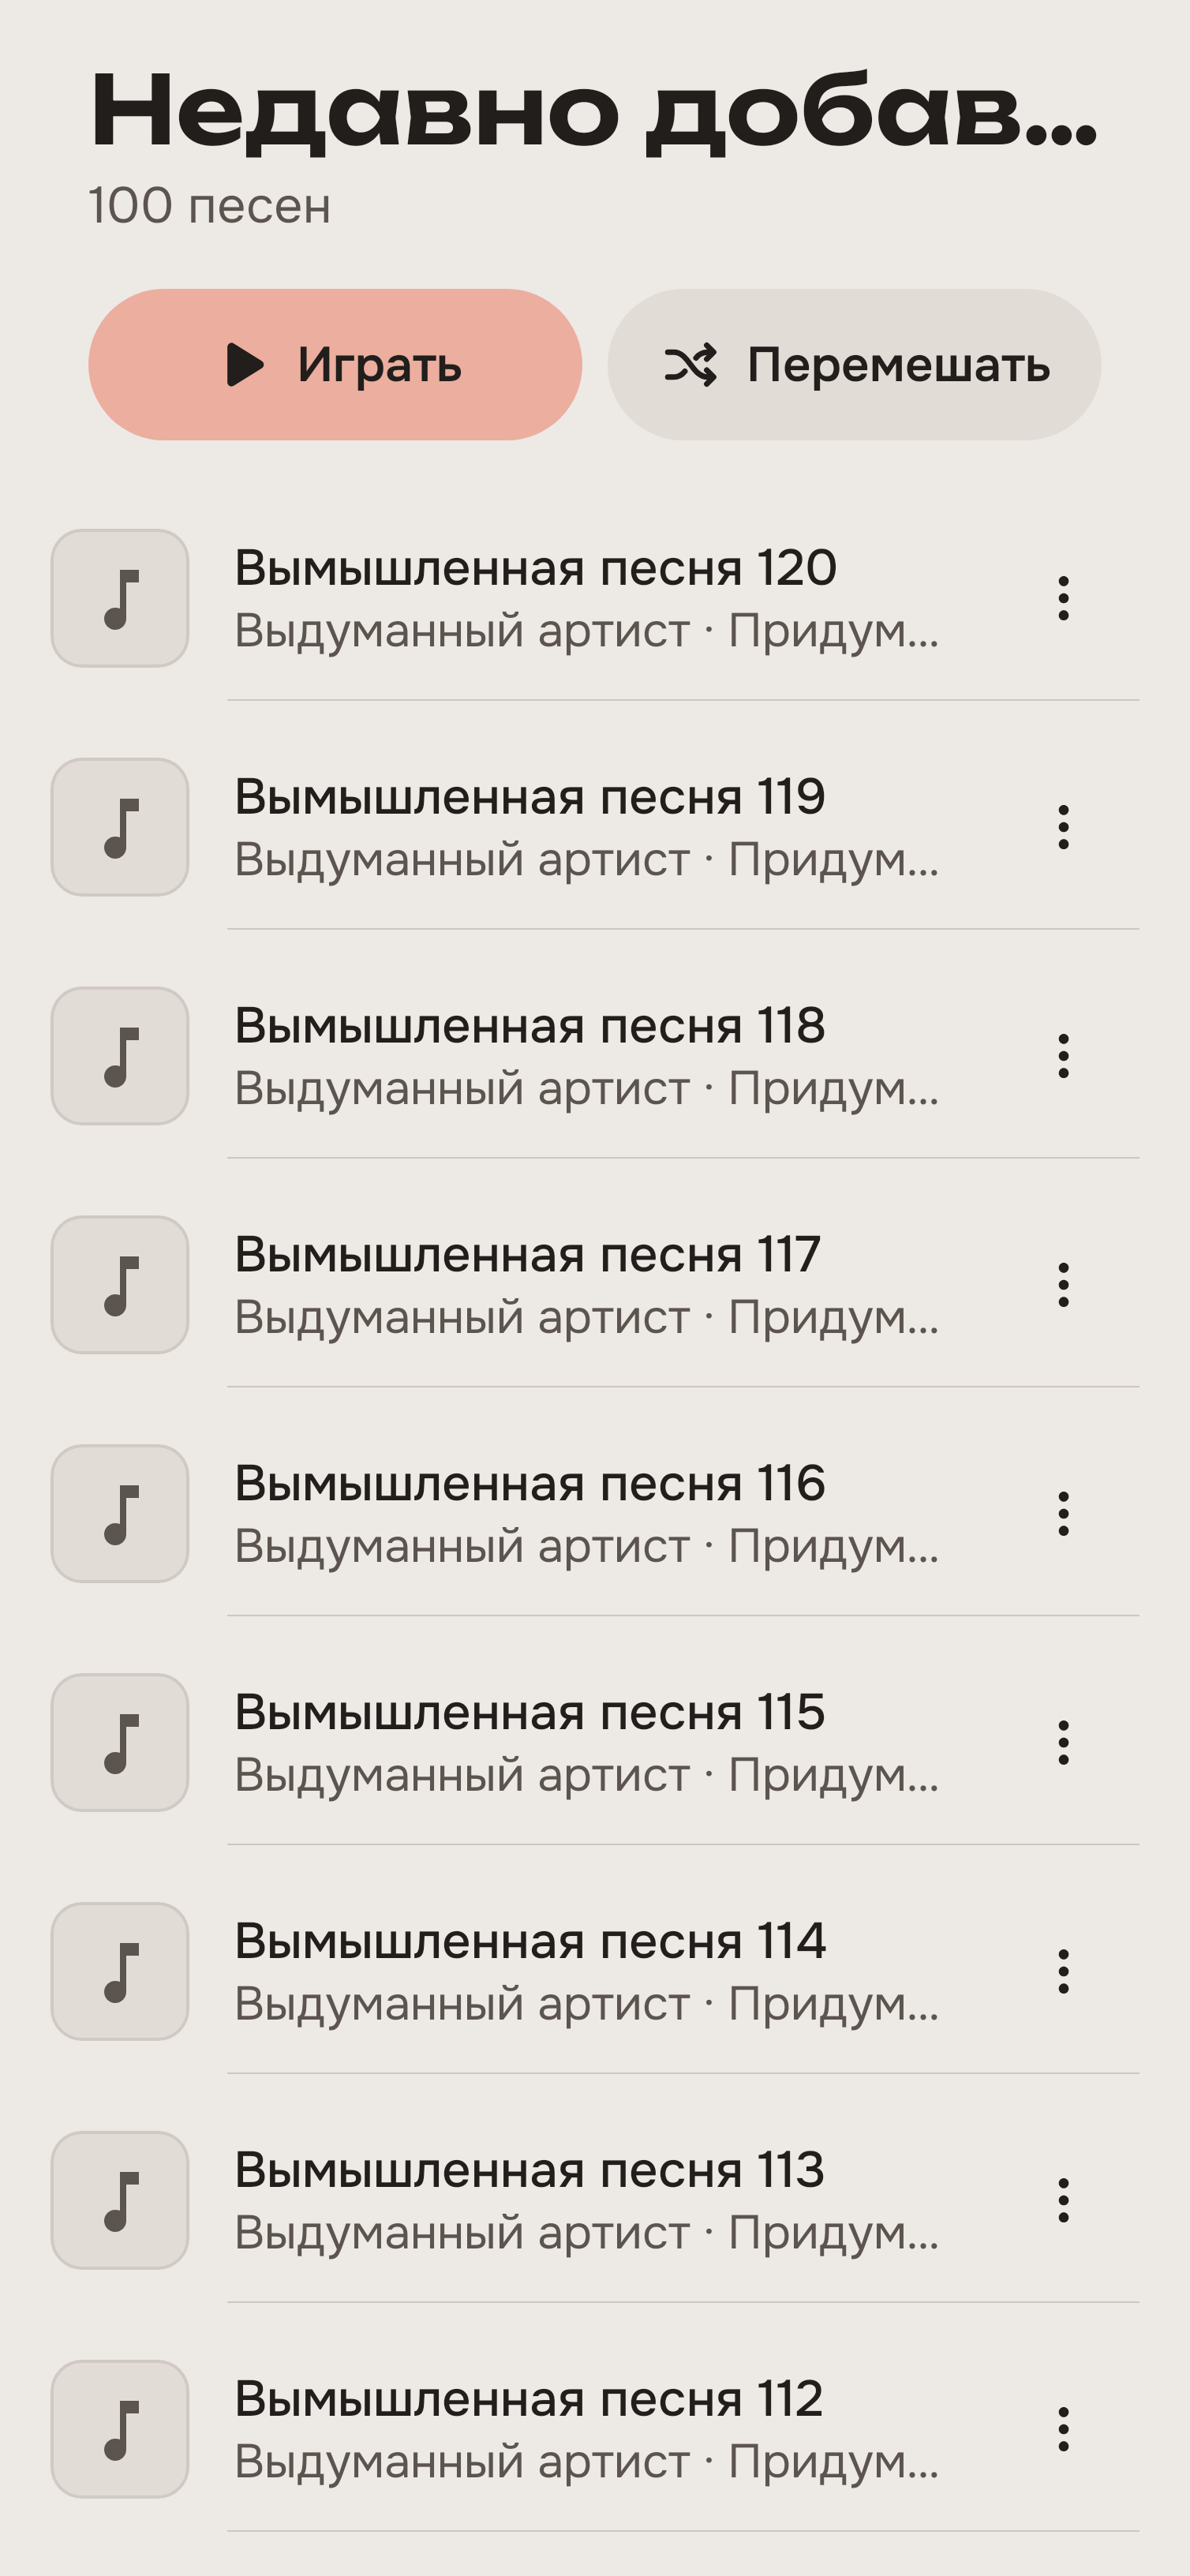 Недавно добав...
100 песен
Играть
Перемешать
Вымышленная песня 120
Выдуманный артист · Придум...
Вымышленная песня 119
Выдуманный артист · Придум...
Вымышленная песня 118
Выдуманный артист · Придум...
Вымышленная песня 117
Выдуманный артист · Придум...
Вымышленная песня 116
Выдуманный артист · Придум...
Вымышленная песня 115
Выдуманный артист · Придум...
Вымышленная песня 114
Выдуманный артист · Придум...
Вымышленная песня 113
Выдуманный артист · Придум...
Вымышленная песня 112
Выдуманный артист · Придум...